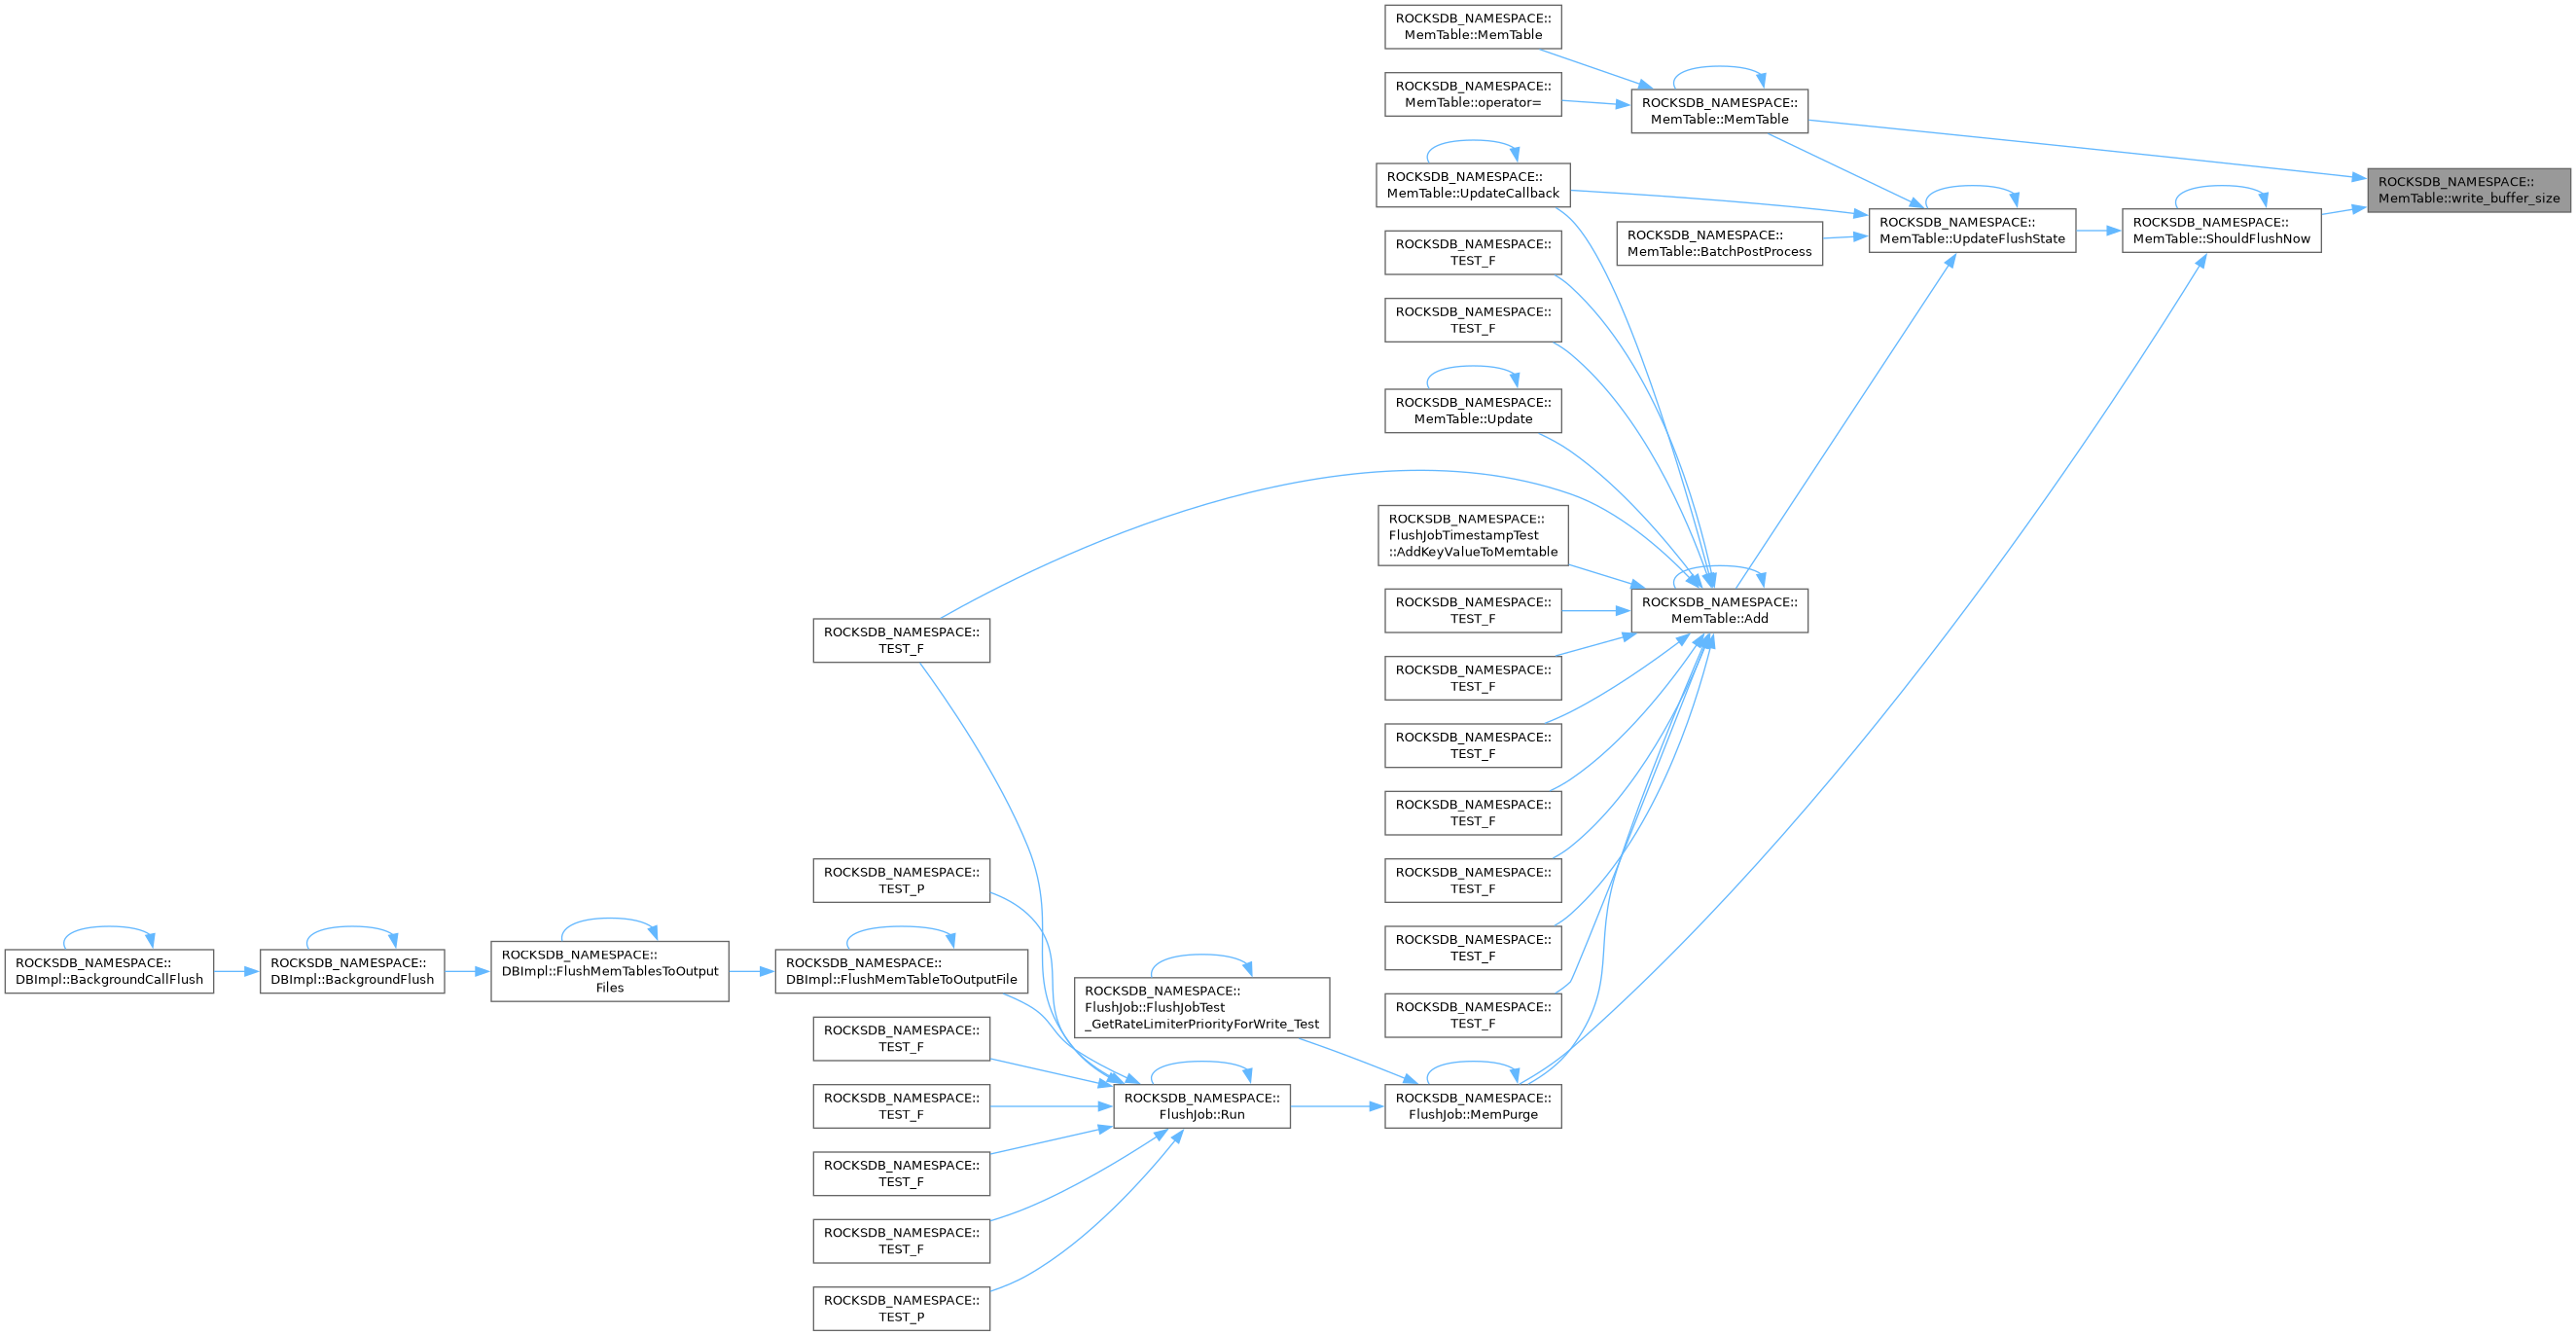 ROCKSDB_NAMESPACE::
MemTable::MemTable
ROCKSDB_NAMESPACE::
MemTable::operator=
ROCKSDB_NAMESPACE::
MemTable::MemTable
ROCKSDB_NAMESPACE::
MemTable::UpdateCallback
ROCKSDB_NAMESPACE::
MemTable::write_buffer_size
ROCKSDB_NAMESPACE::
MemTable::ShouldFlushNow
ROCKSDB_NAMESPACE::
MemTable::UpdateFlushState
ROCKSDB_NAMESPACE::
MemTable::BatchPostProcess
ROCKSDB_NAMESPACE::
TEST_F
ROCKSDB_NAMESPACE::
TEST_F
ROCKSDB_NAMESPACE::
MemTable::Update
ROCKSDB_NAMESPACE::
FlushJobTimestampTest
::AddKeyValueToMemtable
ROCKSDB_NAMESPACE::
TEST_F
ROCKSDB_NAMESPACE::
MemTable::Add
ROCKSDB_NAMESPACE::
TEST_F
ROCKSDB_NAMESPACE::
TEST_F
ROCKSDB_NAMESPACE::
TEST_F
ROCKSDB_NAMESPACE::
TEST_F
ROCKSDB_NAMESPACE::
TEST_F
ROCKSDB_NAMESPACE::
TEST_P
ROCKSDB_NAMESPACE::
TEST_F
ROCKSDB_NAMESPACE::
DBImpl::BackgroundCallFlush
ROCKSDB_NAMESPACE::
DBImpl::BackgroundFlush
ROCKSDB_NAMESPACE::
DBImpl::FlushMemTablesToOutput
Files
ROCKSDB_NAMESPACE::
DBImpl::FlushMemTableToOutputFile
ROCKSDB_NAMESPACE::
FlushJob::FlushJobTest
_GetRateLimiterPriorityForWrite_Test
ROCKSDB_NAMESPACE::
TEST_F
ROCKSDB_NAMESPACE::
TEST_F
ROCKSDB_NAMESPACE::
TEST_F
ROCKSDB_NAMESPACE::
FlushJob::Run
ROCKSDB_NAMESPACE::
FlushJob::MemPurge
ROCKSDB_NAMESPACE::
TEST_F
ROCKSDB_NAMESPACE::
TEST_F
ROCKSDB_NAMESPACE::
TEST_P